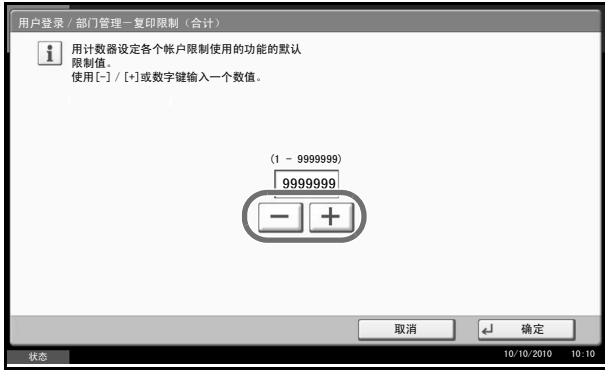 用户登录 / 部门管理－复印限制（合计）
用计数器设定各个帐户限制使用的功能的默认
限制值。
使用[-] / [+]或数字键输入一个数值。
(1 - 9999999)
9999999
取消
确定
状态
10/10/2010 10:10